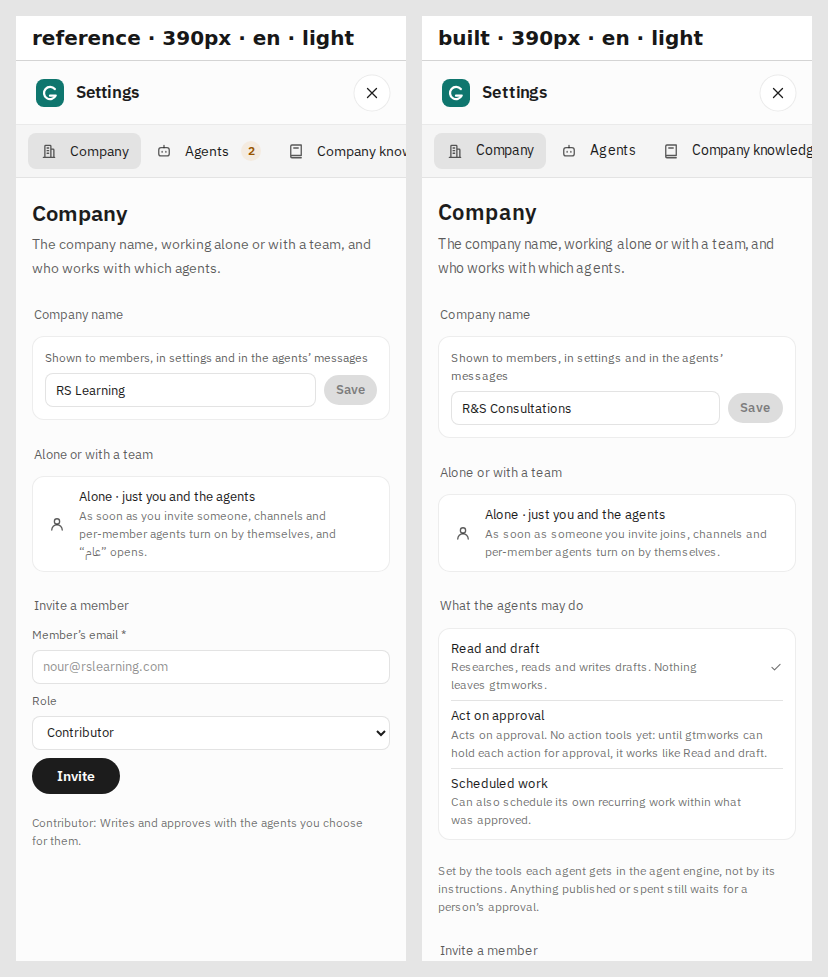 reference · 390px · en · light
Settings
Company
Agents
2
Company know
Company
The company name, working alone or with a team, and
who works with which agents.
Company name
Shown to members, in settings and in the agents’ messages
RS Learning
Save
Alone or with a team
Alone · just you and the agents
As soon as you invite someone, channels and
per-member agents turn on by themselves, and
“عام” opens.
Invite a member
Member’s email *
nour@rslearning.com
Role
Contributor
Invite
Contributor: Writes and approves with the agents you choose
for them.
built · 390px · en · light
Settings
Company
Agents
Company knowledg
Company
The company name, working alone or with a team, and
who works with which agents.
Company name
Shown to members, in settings and in the agents’
messages
R&S Consultations
Save
Alone or with a team
Alone · just you and the agents
As soon as someone you invite joins, channels and
per-member agents turn on by themselves.
What the agents may do
Read and draft
Researches, reads and writes drafts. Nothing
leaves gtmworks.
Act on approval
Acts on approval. No action tools yet: until gtmworks can
hold each action for approval, it works like Read and draft.
Scheduled work
Can also schedule its own recurring work within what
was approved.
Set by the tools each agent gets in the agent engine, not by its
instructions. Anything published or spent still waits for a
person’s approval.
Invite a member